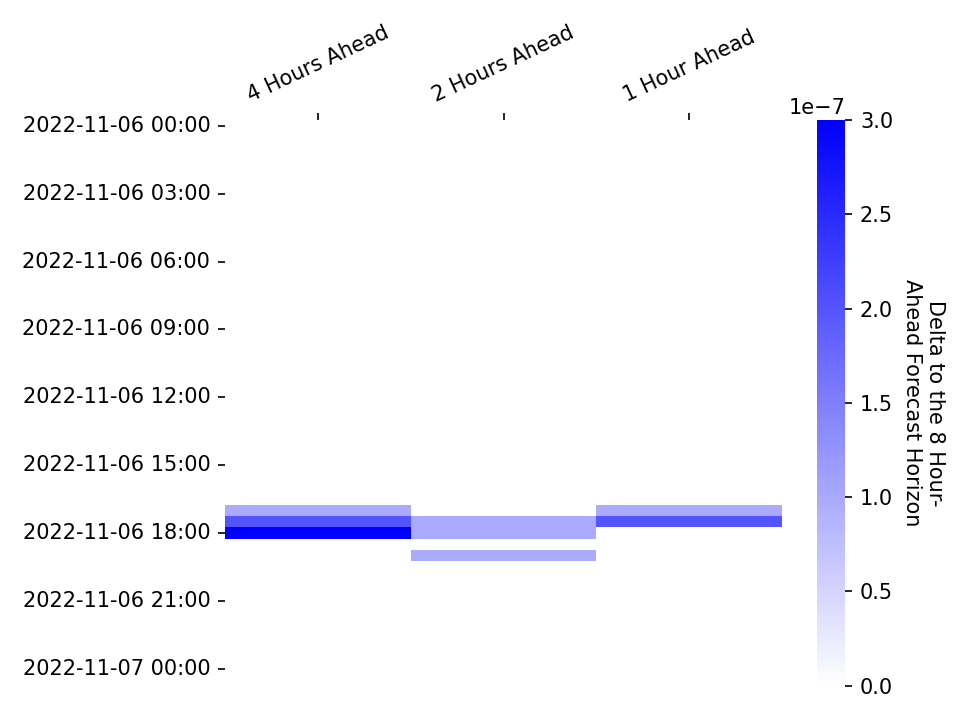 4 Hours Ahead
2 Hours Ahead
1 Hour Ahead
2022-11-06 00:00
2022-11-06 03:00
2022-11-06 06:00
2022-11-06 09:00
2022-11-06 12:00
2022-11-06 15:00
2022-11-06 18:00
2022-11-06 21:00
2022-11-07 00:00
1e−7
3.0
2.5
2.0
1.5
1.0
0.5
0.0
Delta to the 8 Hour-
Ahead Forecast Horizon